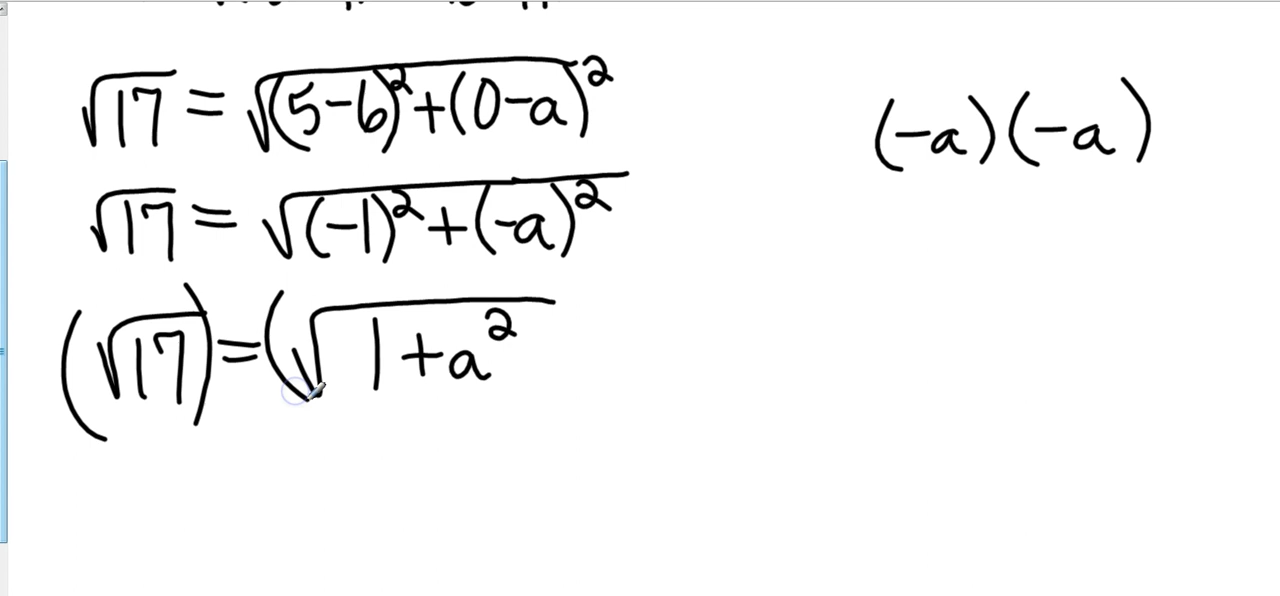 √17 = √(5-6)²+(0-a)²
(-a)(-a)
√17 = √(-1)²+(-a)²
(√17) = (√1+a²